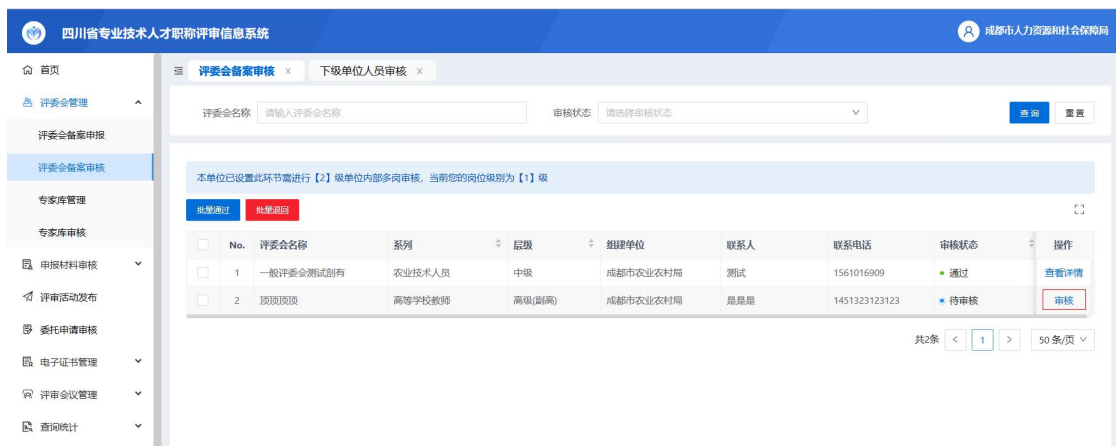 四川省专业技术人才职称评审信息系统
成都市人力资源和社会保障局
首页
评委会管理
评委会备案申报
评委会备案审核
专家库管理
专家库审核
申报材料审核
评审活动发布
委托申请审核
电子证书管理
评审会议管理
查询统计
评委会备案审核 x 下级单位人员审核 x
评委会名称 请输入评委会名称 审核状态 请选择审核状态 查询 重置
本单位已设置此环节需进行【2】级单位内部多岗审核，当前您的岗位级别为【1】级
批量通过 批量退回
No. 评委会名称 系列 层级 组建单位 联系人 联系电话 审核状态 操作
1 一般评委会测试剖有 农业技术人员 中级 成都市农业农村局 测试 1561016909 通过 查看详情
2 顶顶顶顶 高等学校教师 高级(副高) 成都市农业农村局 是是是 1451323123123 待审核 审核
共2条 < 1 > 50 条/页